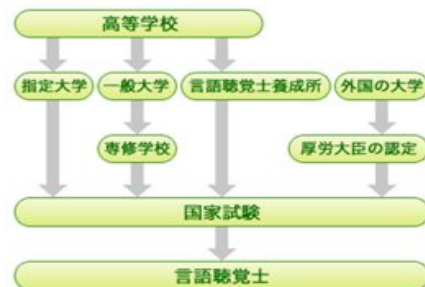 高等学校
指定大学 一般大学 言語聴覚士養成所 外国の大学
専修学校 厚労大臣の認定
国家試験
言語聴覚士